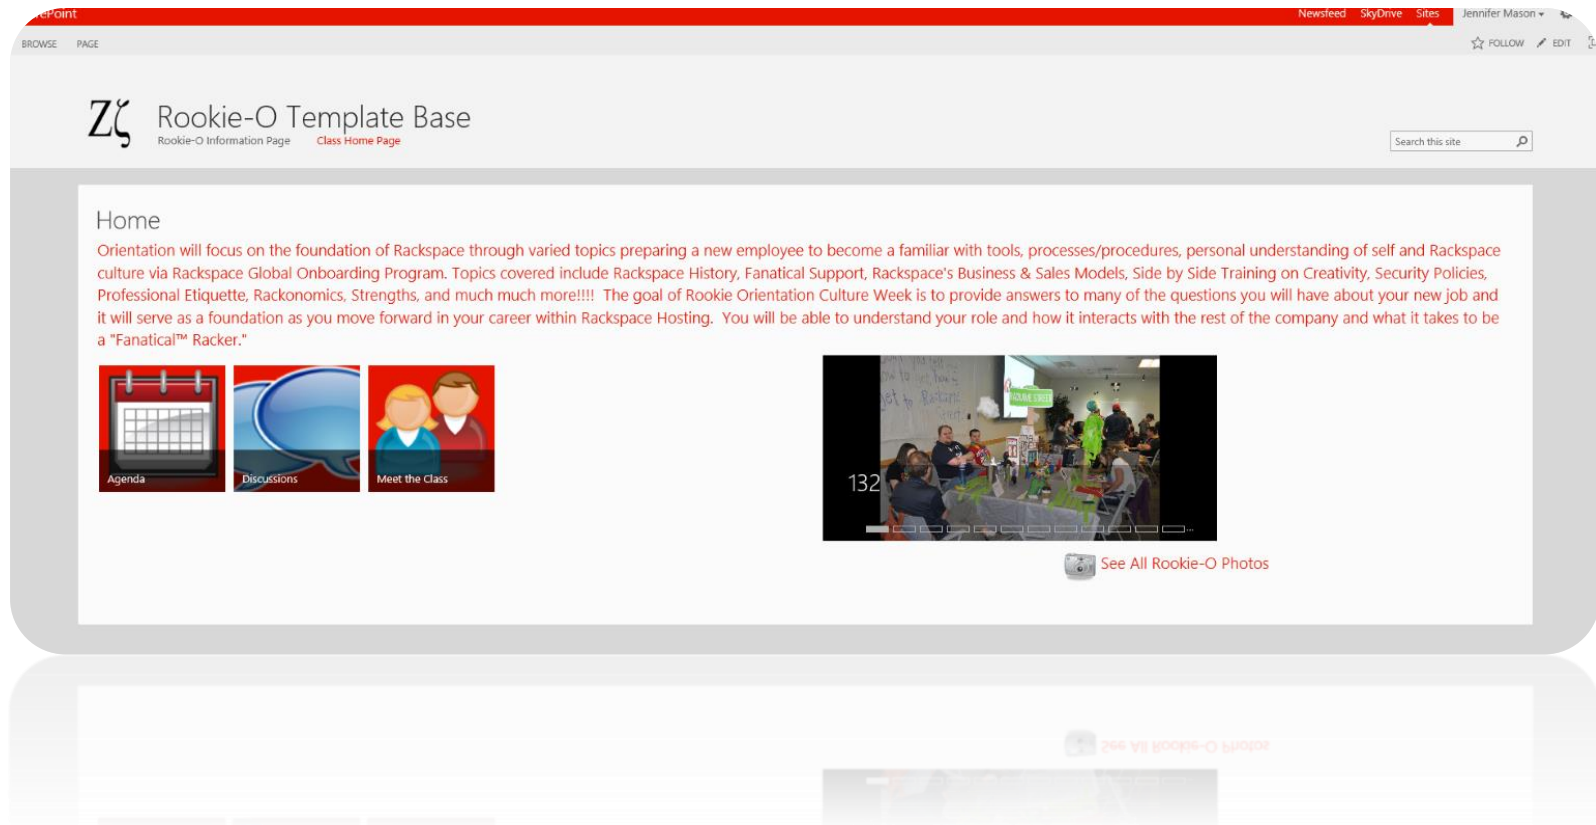 Newsfeed SkyDrive Sites Jennifer Mason
BROWSE PAGE
FOLLOW EDIT
Zζ Rookie-O Template Base
Rookie-O Information Page Class Home Page
Search this site
Home
Orientation will focus on the foundation of Rackspace through varied topics preparing a new employee to become a familiar with tools, processes/procedures, personal understanding of self and Rackspace
culture via Rackspace Global Onboarding Program. Topics covered include Rackspace History, Fanatical Support, Rackspace's Business & Sales Models, Side by Side Training on Creativity, Security Policies,
Professional Etiquette, Rackonomics, Strengths, and much much more!!!! The goal of Rookie Orientation Culture Week is to provide answers to many of the questions you will have about your new job and
it will serve as a foundation as you move forward in your career within Rackspace Hosting. You will be able to understand your role and how it interacts with the rest of the company and what it takes to be
a "Fanatical™ Racker."
Agenda Discussions Meet the Class
132
See All Rookie-O Photos